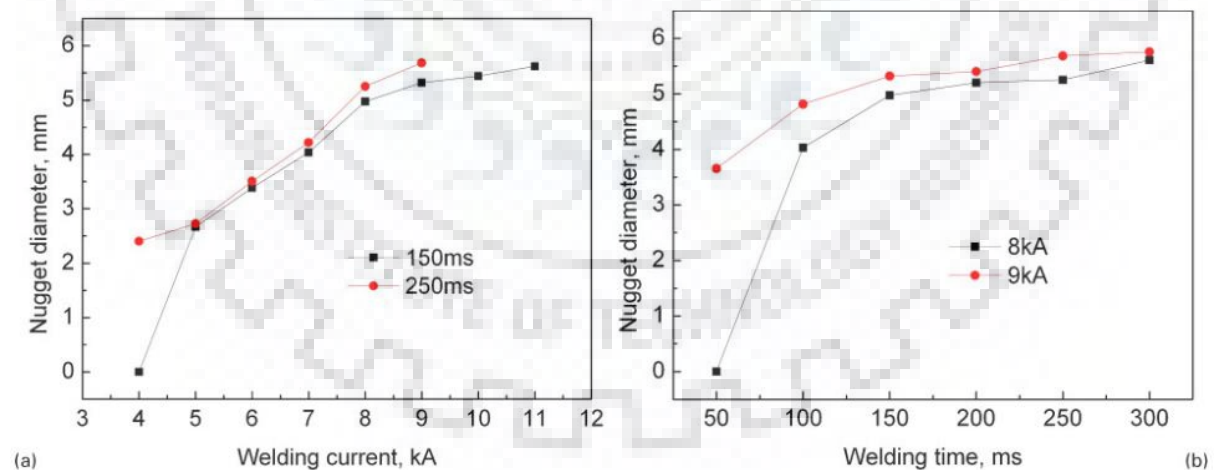 6
5
4
3
2
1
0
Nugget diameter, mm
150ms
250ms
3 4 5 6 7 8 9 10 11 12
Welding current, kA
(a)
6
5
4
3
2
1
0
Nugget diameter, mm
8kA
9kA
50 100 150 200 250 300
Welding time, ms
(b)